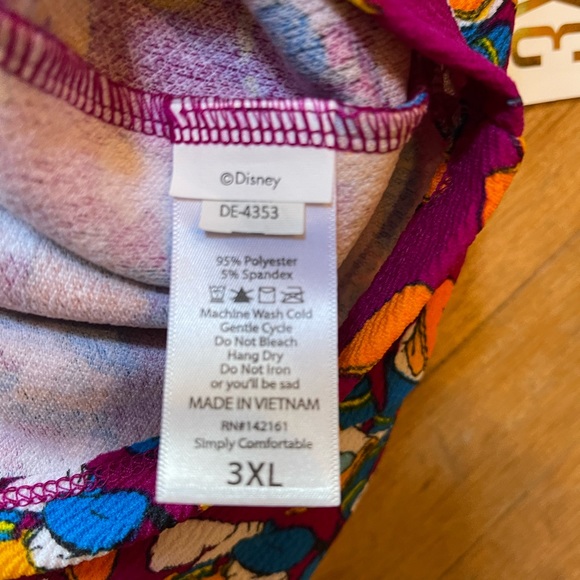 ©Disney
DE-4353
95% Polyester
5% Spandex
Machine Wash Cold
Gentle Cycle
Do Not Bleach
Hang Dry
Do Not Iron
or you'll be sad
MADE IN VIETNAM
RN#142161
Simply Comfortable
3XL